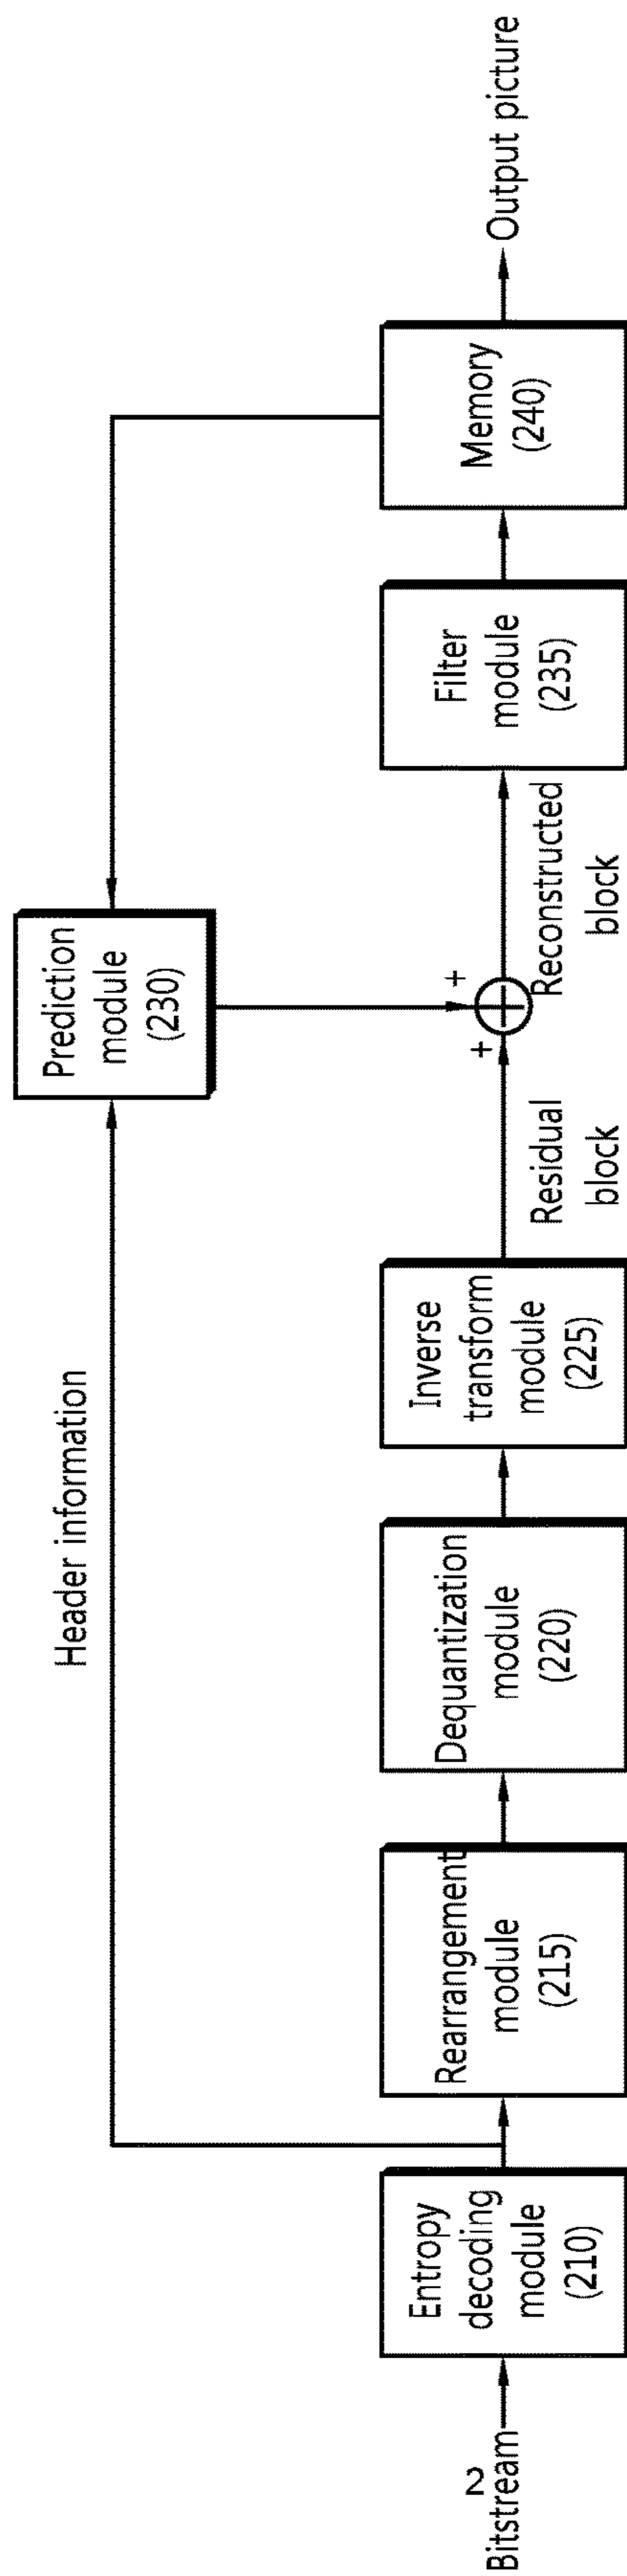 Header information
Prediction
module
(230)
2
Bitstream
Entropy
decoding
module
(210)
Rearrangement
module
(215)
Dequantization
module
(220)
Inverse
transform
module
(225)
Residual
block
+
+
Reconstructed
block
Filter
module
(235)
Memory
(240)
Output picture